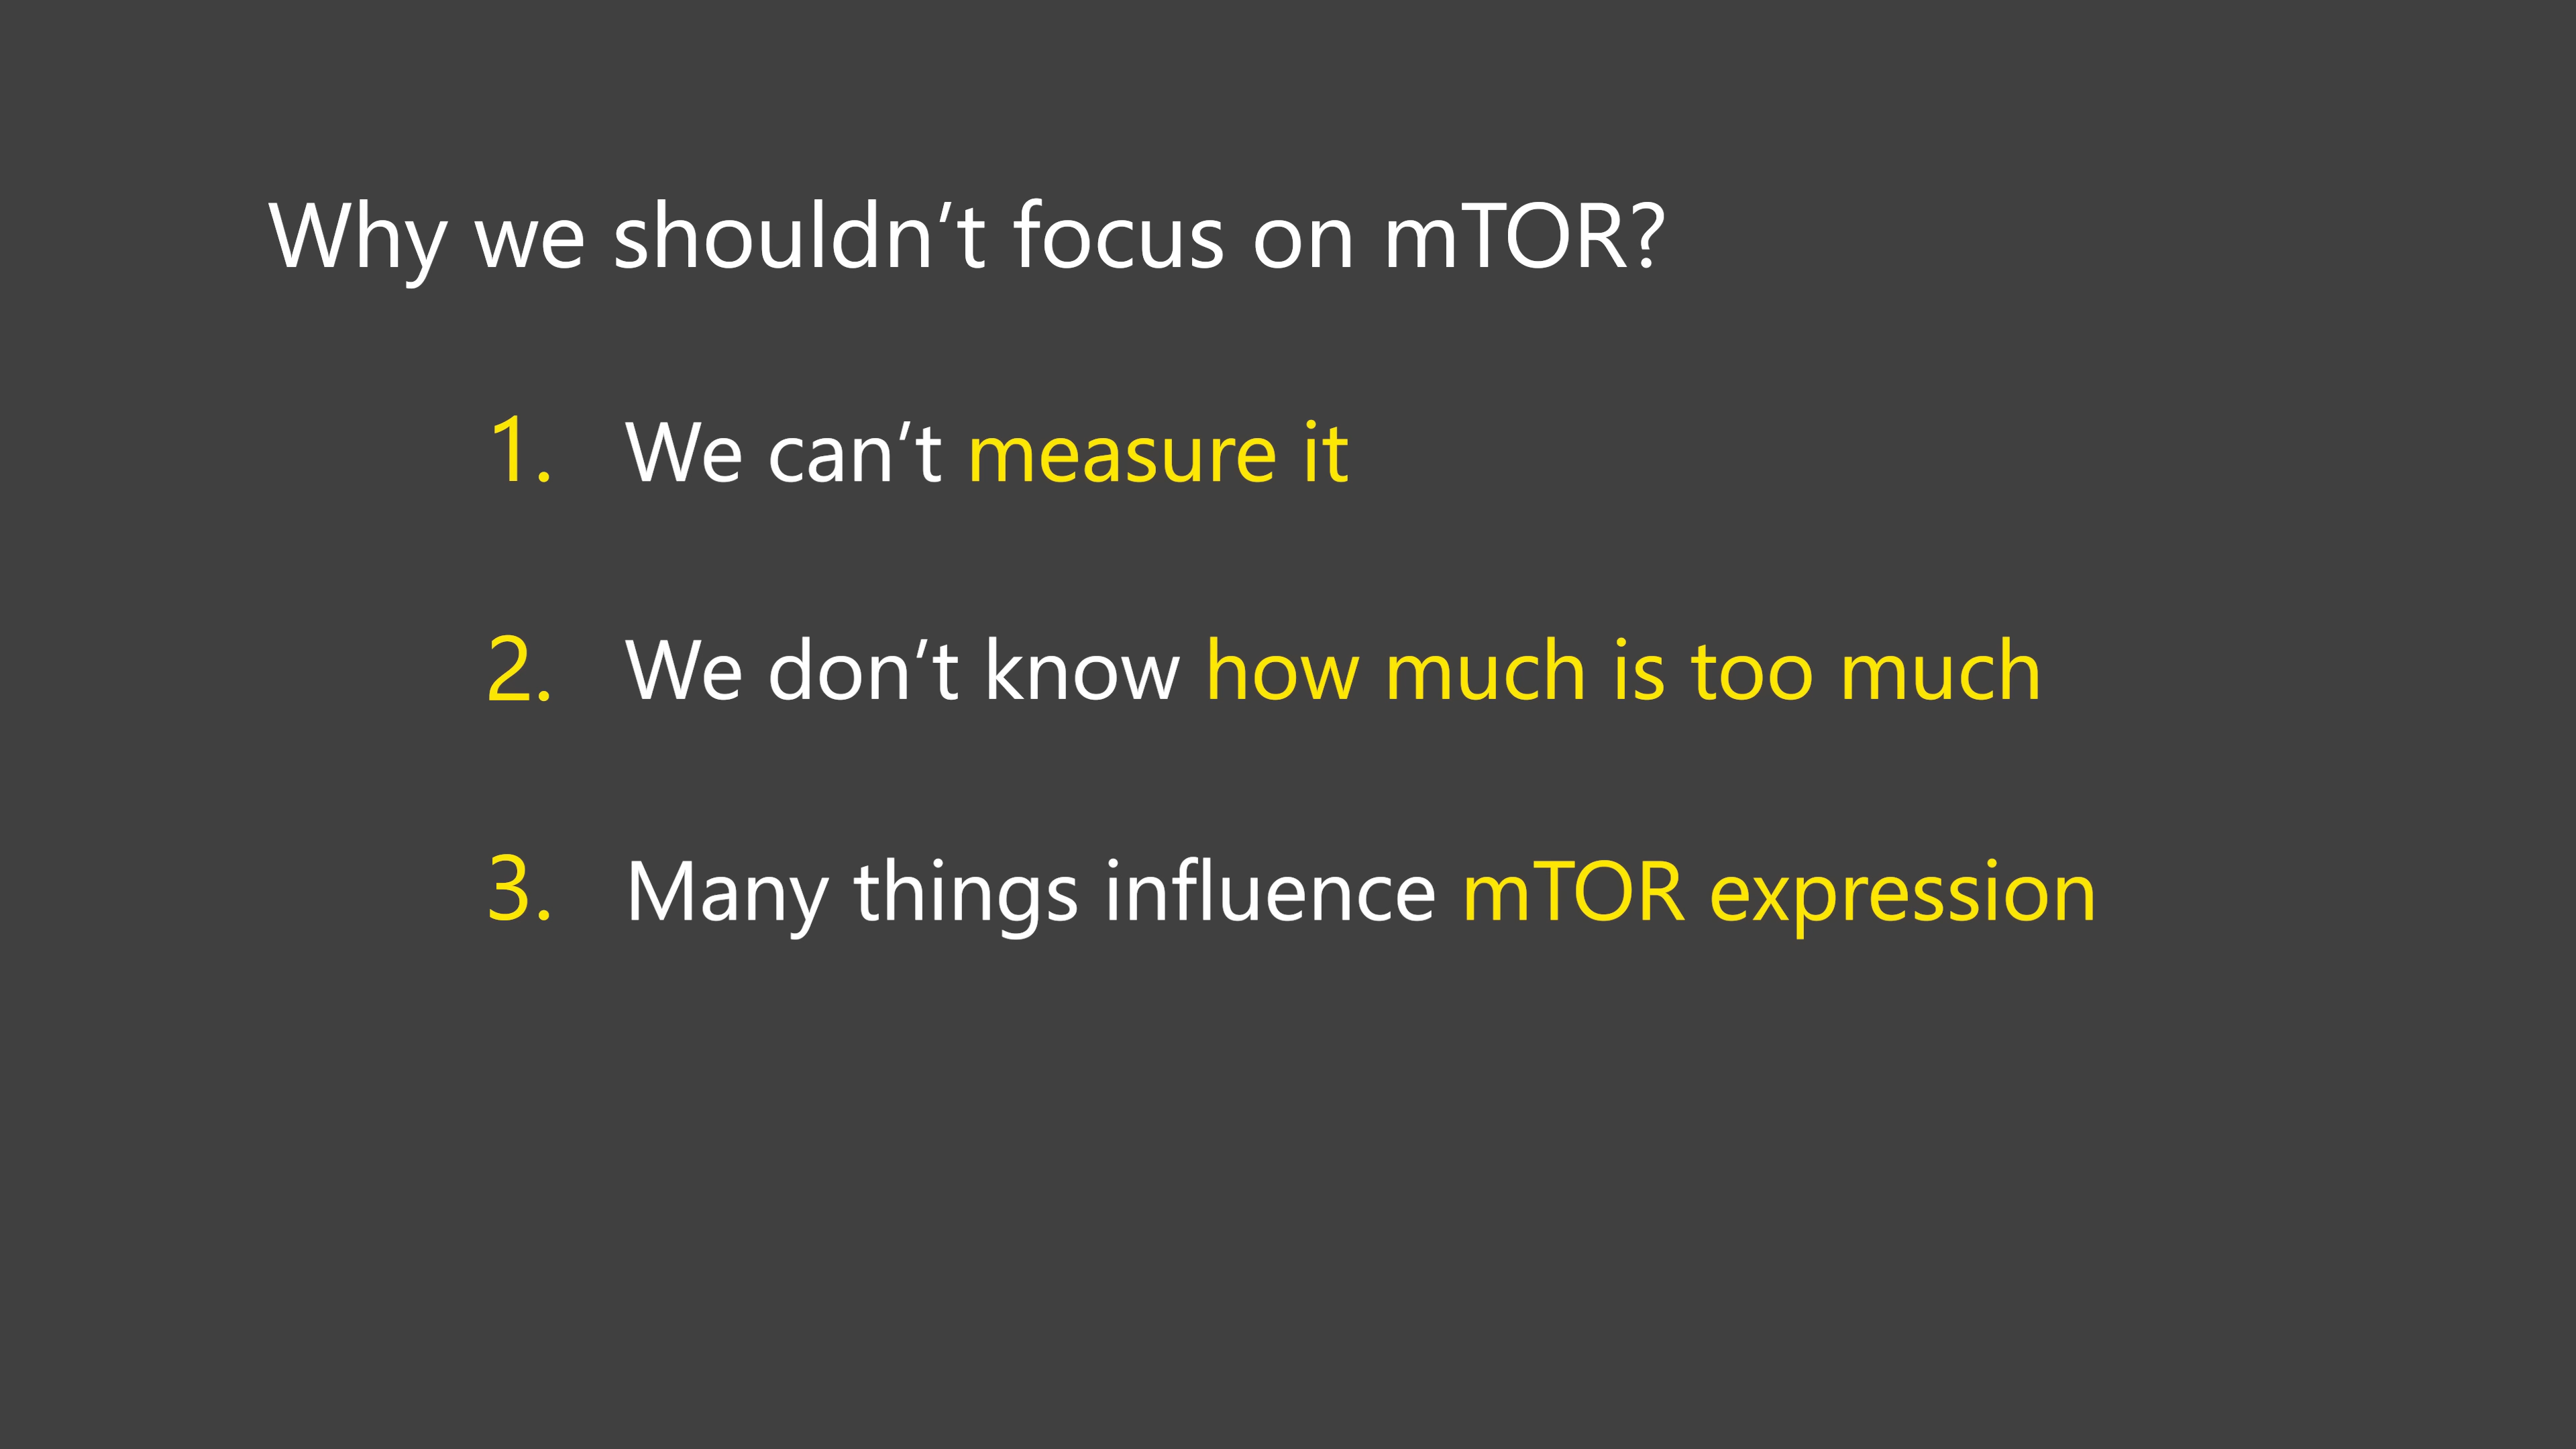 Why we shouldn’t focus on mTOR?
1. We can’t measure it
2. We don’t know how much is too much
3. Many things influence mTOR expression